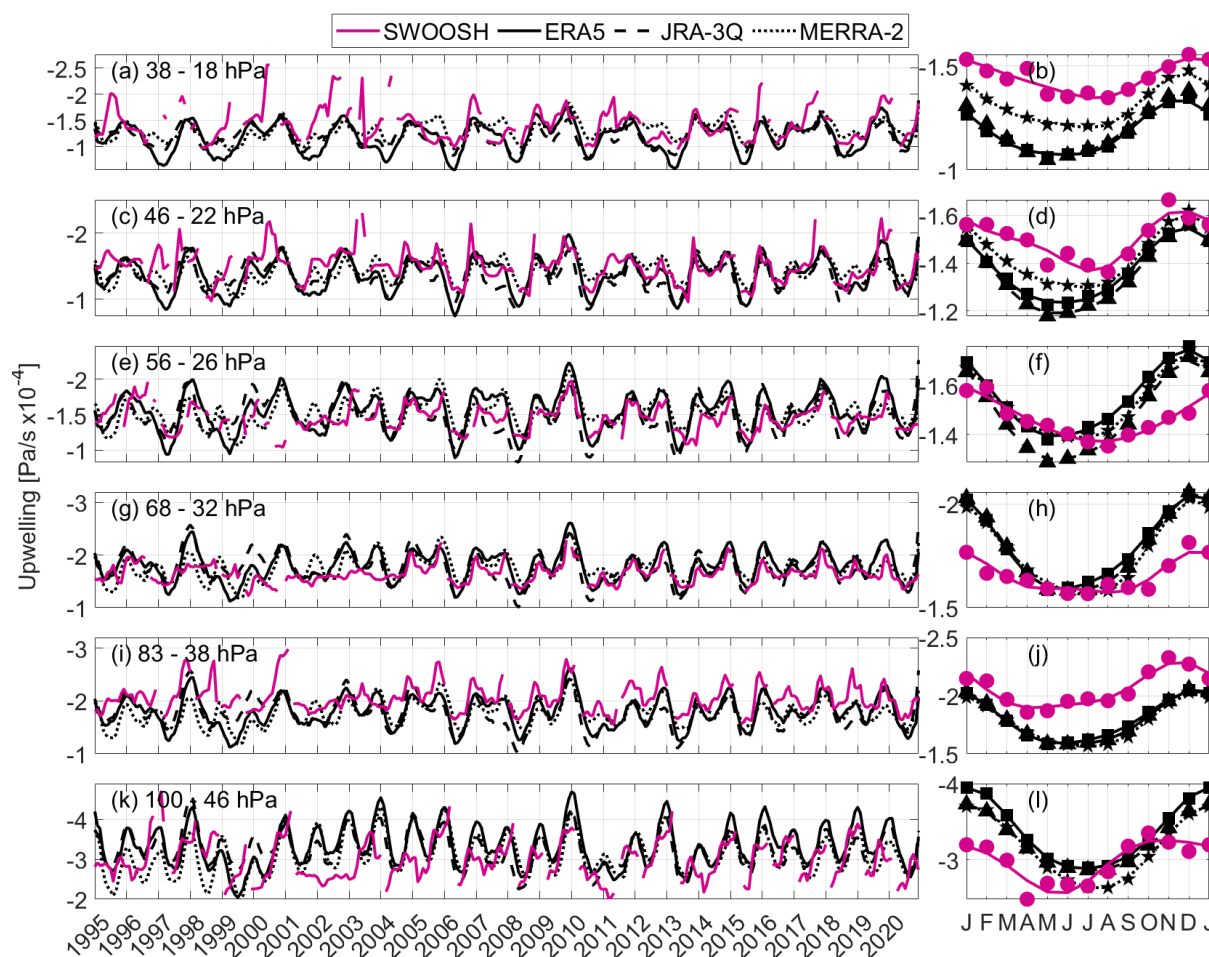 SWOOSH ERA5 JRA-3Q MERRA-2
Upwelling [Pa/s x10^-4]
(a) 38 - 18 hPa
-2.5
-2
-1.5
-1
(b)
-1.5
-1
(c) 46 - 22 hPa
-2
-1
(d)
-1.6
-1.4
-1.2
(e) 56 - 26 hPa
-2
-1.5
-1
(f)
-1.6
-1.4
(g) 68 - 32 hPa
-3
-2
-1
(h)
-2
-1.5
(i) 83 - 38 hPa
-3
-2
-1
(j)
-2.5
-2
-1.5
(k) 100 - 46 hPa
-4
-3
-2
(l)
-4
-3
1995 1996 1997 1998 1999 2000 2001 2002 2003 2004 2005 2006 2007 2008 2009 2010 2011 2012 2013 2014 2015 2016 2017 2018 2019 2020
J F M A M J J A S O N D J